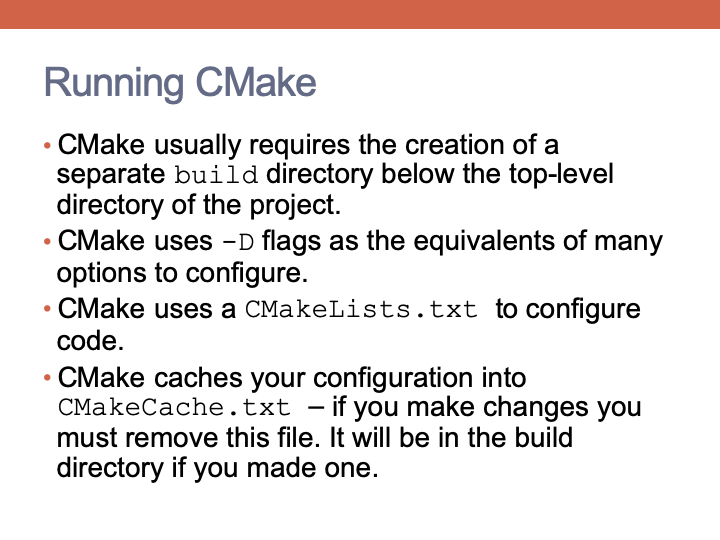 Running CMake
• CMake usually requires the creation of a
separate build directory below the top-level
directory of the project.
• CMake uses -D flags as the equivalents of many
options to configure.
• CMake uses a CMakeLists.txt to configure
code.
• CMake caches your configuration into
CMakeCache.txt – if you make changes you
must remove this file. It will be in the build
directory if you made one.